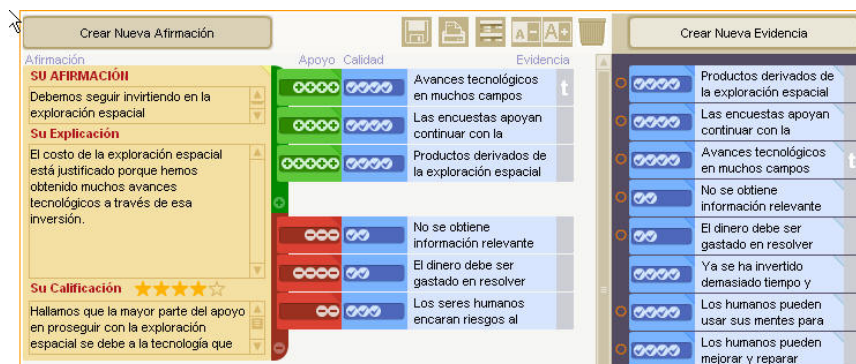 Crear Nueva Afirmación
A-
A+
Crear Nueva Evidencia
Afirmación
Apoyo
Calidad
Evidencia
SU AFIRMACIÓN
Debemos seguir invirtiendo en la
exploración espacial
Su Explicación
El costo de la exploración espacial
está justificado porque hemos
obtenido muchos avances
tecnológicos a través de esa
inversión.
Su Calificación
Hallamos que la mayor parte del apoyo
en proseguir con la exploración
espacial se debe a la tecnología que
Avances tecnológicos
en muchos campos
t
Las encuestas apoyan
continuar con la
Productos derivados de
la exploración espacial
No se obtiene
información relevante
El dinero debe ser
gastado en resolver
Los seres humanos
encaran riesgos al
Productos derivados de
la exploración espacial
Las encuestas apoyan
continuar con la
Avances tecnológicos
en muchos campos
t
No se obtiene
información relevante
El dinero debe ser
gastado en resolver
Ya se ha invertido
demasiado tiempo y
Los humanos pueden
usar sus mentes para
Los humanos pueden
mejorar y reparar